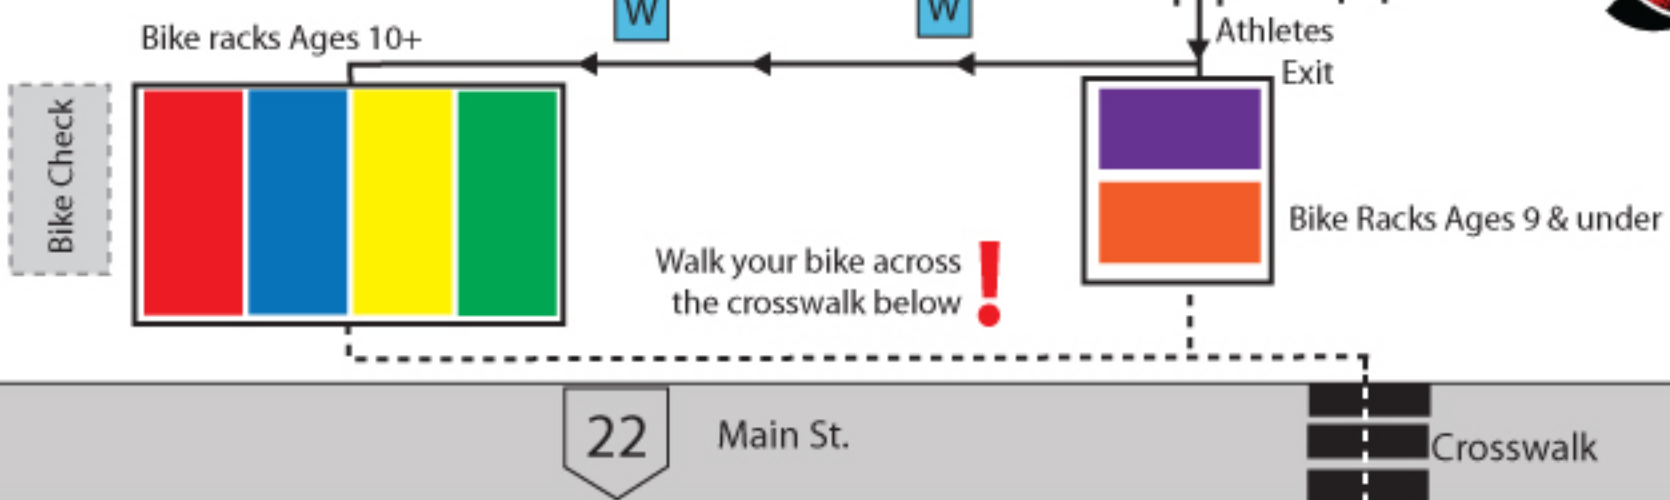 W
W
Bike racks Ages 10+
Athletes
Exit
Bike Check
Bike Racks Ages 9 & under
Walk your bike across
the crosswalk below
!
22
Main St.
Crosswalk